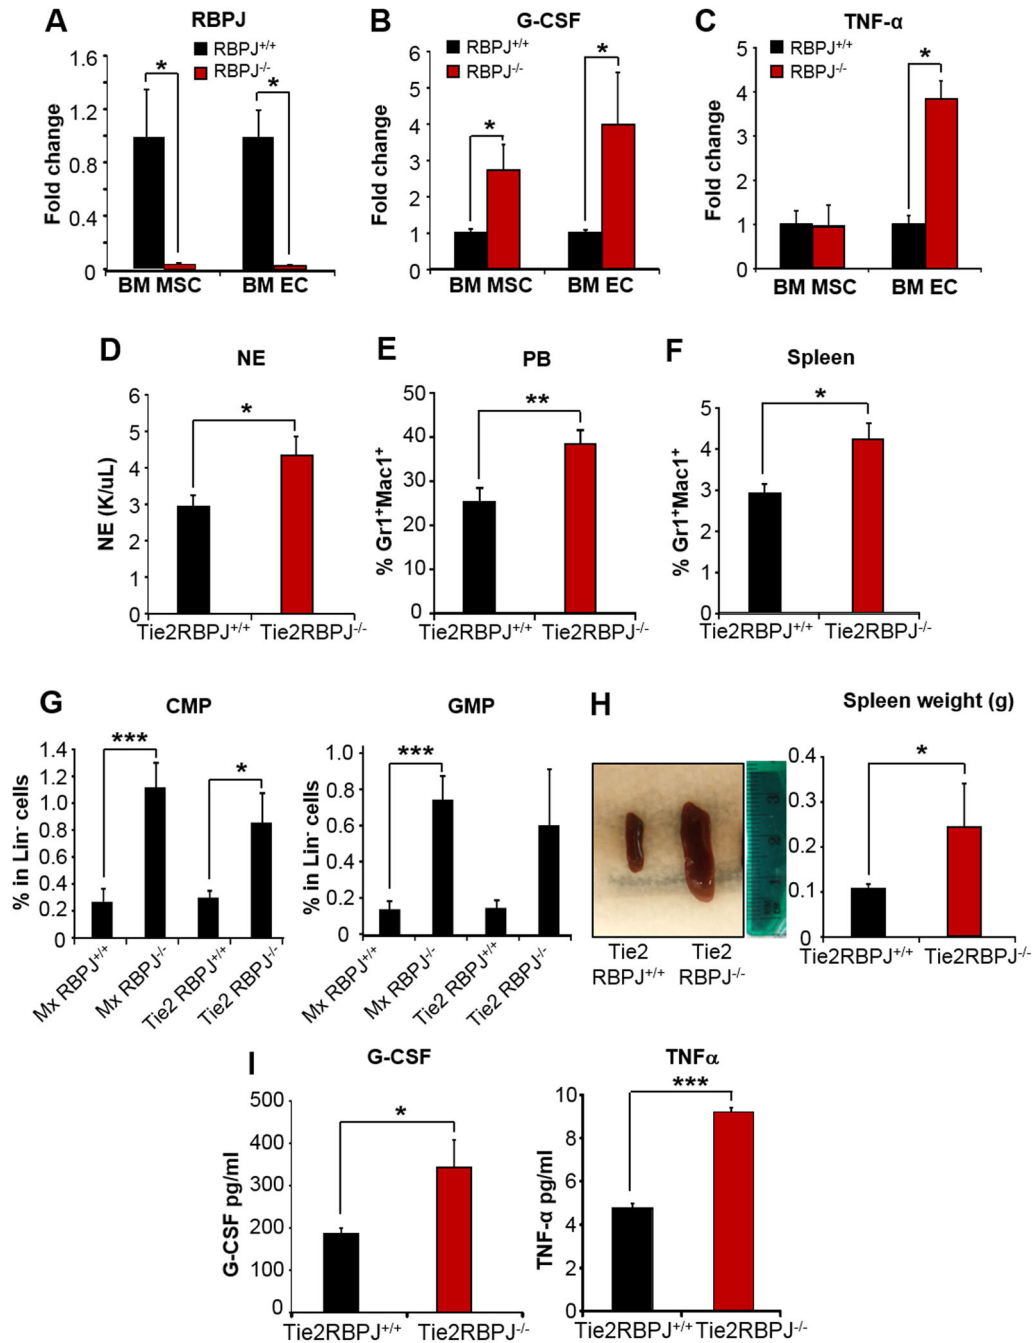 A
RBPJ
RBPJ+/+
RBPJ-/-
Fold change
1.6
1.2
0.8
0.4
0
*
*
BM MSC
BM EC
B
G-CSF
RBPJ+/+
RBPJ-/-
Fold change
6
5
4
3
2
1
0
*
*
BM MSC
BM EC
C
TNF-α
RBPJ+/+
RBPJ-/-
Fold change
5
4
3
2
1
0
*
BM MSC
BM EC
D
NE
NE (K/uL)
6
5
4
3
2
1
0
*
Tie2RBPJ+/+
Tie2RBPJ-/-
E
PB
% Gr1+Mac1+
50
40
30
20
10
0
**
Tie2RBPJ+/+
Tie2RBPJ-/-
F
Spleen
% Gr1+Mac1+
5
4
3
2
1
0
*
Tie2RBPJ+/+
Tie2RBPJ-/-
G
CMP
% in Lin- cells
1.4
1.2
1.0
0.8
0.6
0.4
0.2
0
***
*
Mx RBPJ+/+
Mx RBPJ-/-
Tie2 RBPJ+/+
Tie2 RBPJ-/-
GMP
% in Lin- cells
1.0
0.8
0.6
0.4
0.2
0
***
Mx RBPJ+/+
Mx RBPJ-/-
Tie2 RBPJ+/+
Tie2 RBPJ-/-
H
3
2
1
Tie2
RBPJ+/+
Tie2
RBPJ-/-
Spleen weight (g)
0.4
0.3
0.2
0.1
0
*
Tie2RBPJ+/+
Tie2RBPJ-/-
I
G-CSF
G-CSF pg/ml
500
400
300
200
100
0
*
Tie2RBPJ+/+
Tie2RBPJ-/-
TNFα
TNF-α pg/ml
10
8
6
4
2
0
***
Tie2RBPJ+/+
Tie2RBPJ-/-